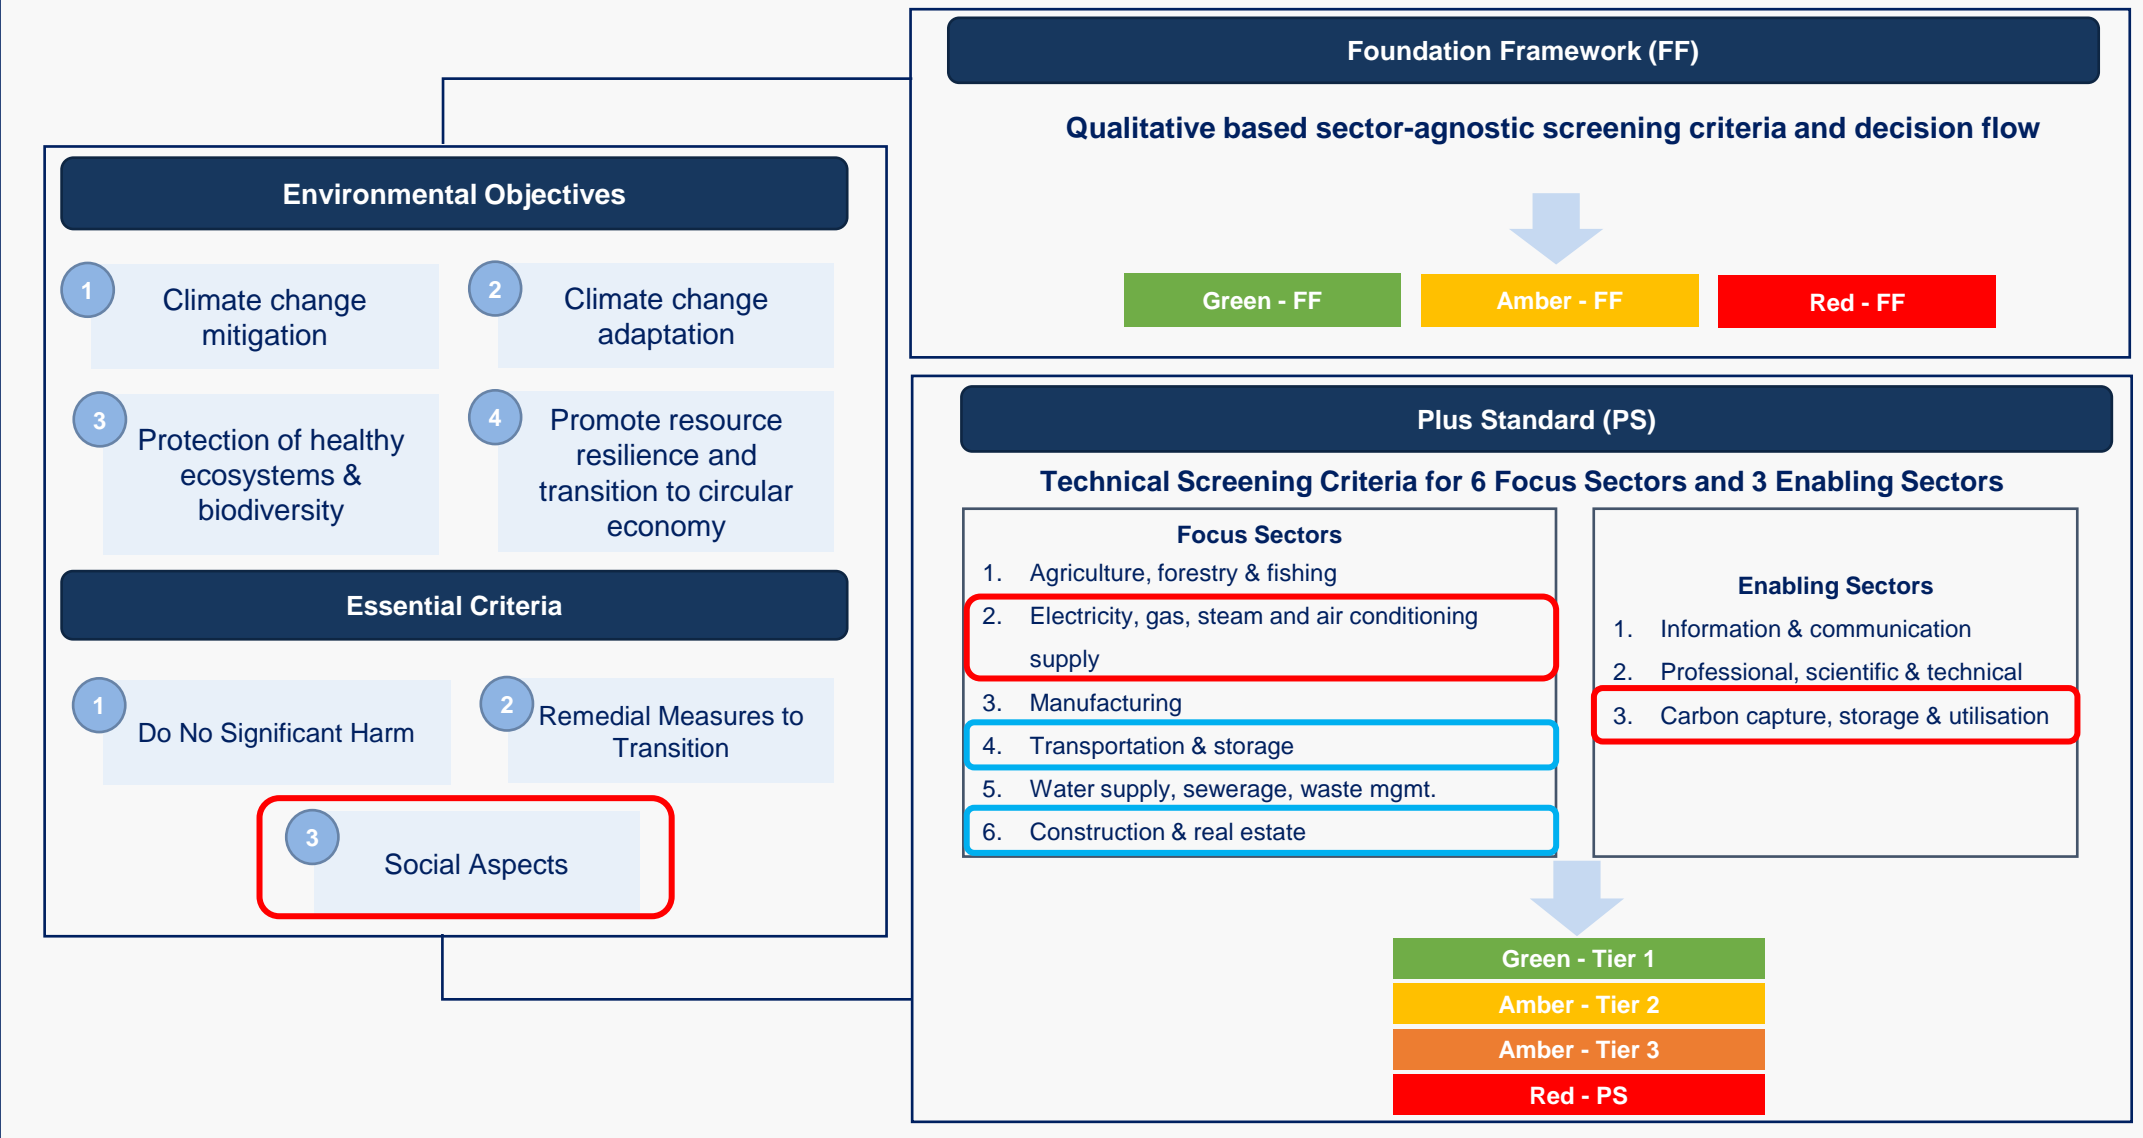 Environmental Objectives
1
Climate change
mitigation
2
Climate change
adaptation
3
Protection of healthy
ecosystems &
biodiversity
4
Promote resource
resilience and
transition to circular
economy
Essential Criteria
1
Do No Significant Harm
2
Remedial Measures to
Transition
3
Social Aspects
Foundation Framework (FF)
Qualitative based sector-agnostic screening criteria and decision flow
Green - FF
Amber - FF
Red - FF
Plus Standard (PS)
Technical Screening Criteria for 6 Focus Sectors and 3 Enabling Sectors
Focus Sectors
1. Agriculture, forestry & fishing
2. Electricity, gas, steam and air conditioning
supply
3. Manufacturing
4. Transportation & storage
5. Water supply, sewerage, waste mgmt.
6. Construction & real estate
Enabling Sectors
1. Information & communication
2. Professional, scientific & technical
3. Carbon capture, storage & utilisation
Green - Tier 1
Amber - Tier 2
Amber - Tier 3
Red - PS